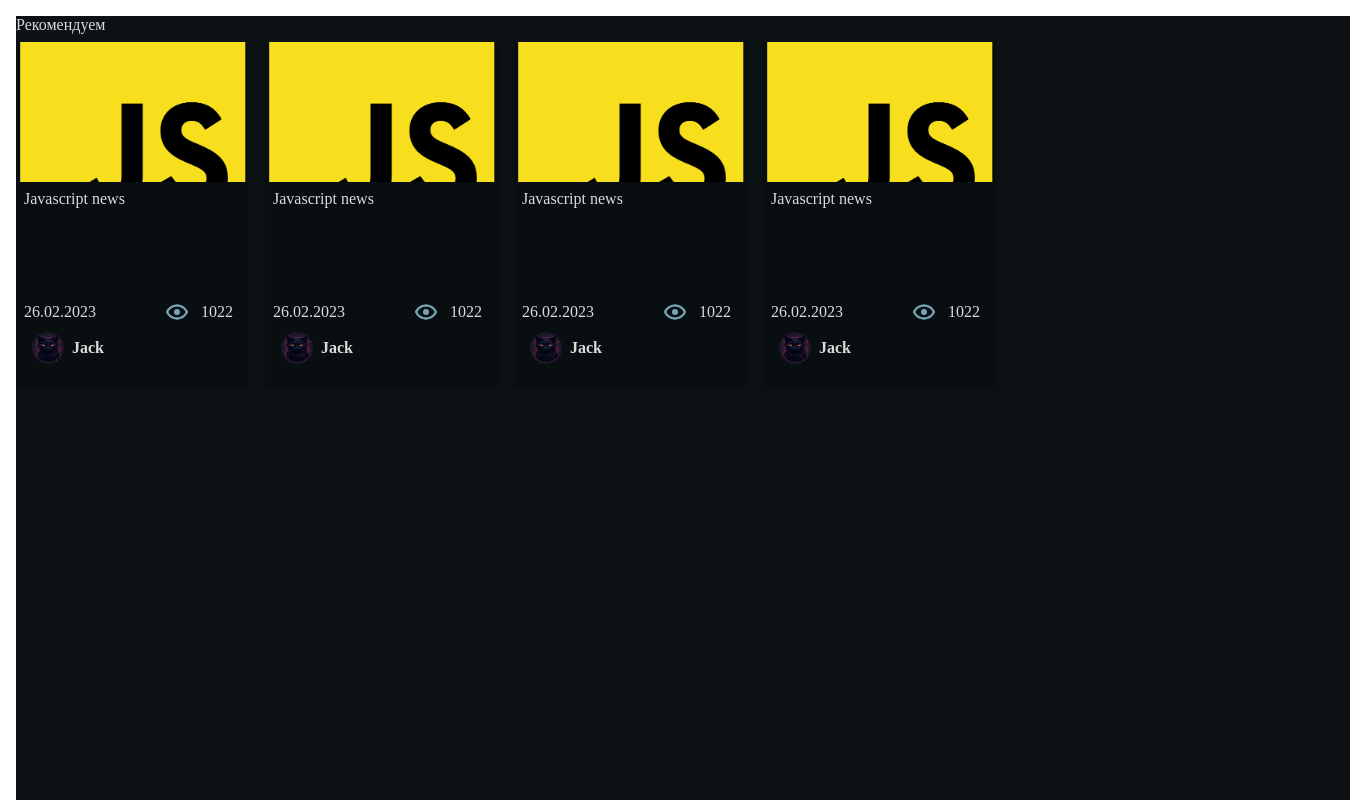 Рекомендуем
JS JS JS JS
Javascript news Javascript news Javascript news Javascript news
26.02.2023 1022 26.02.2023 1022 26.02.2023 1022 26.02.2023 1022
Jack Jack Jack Jack